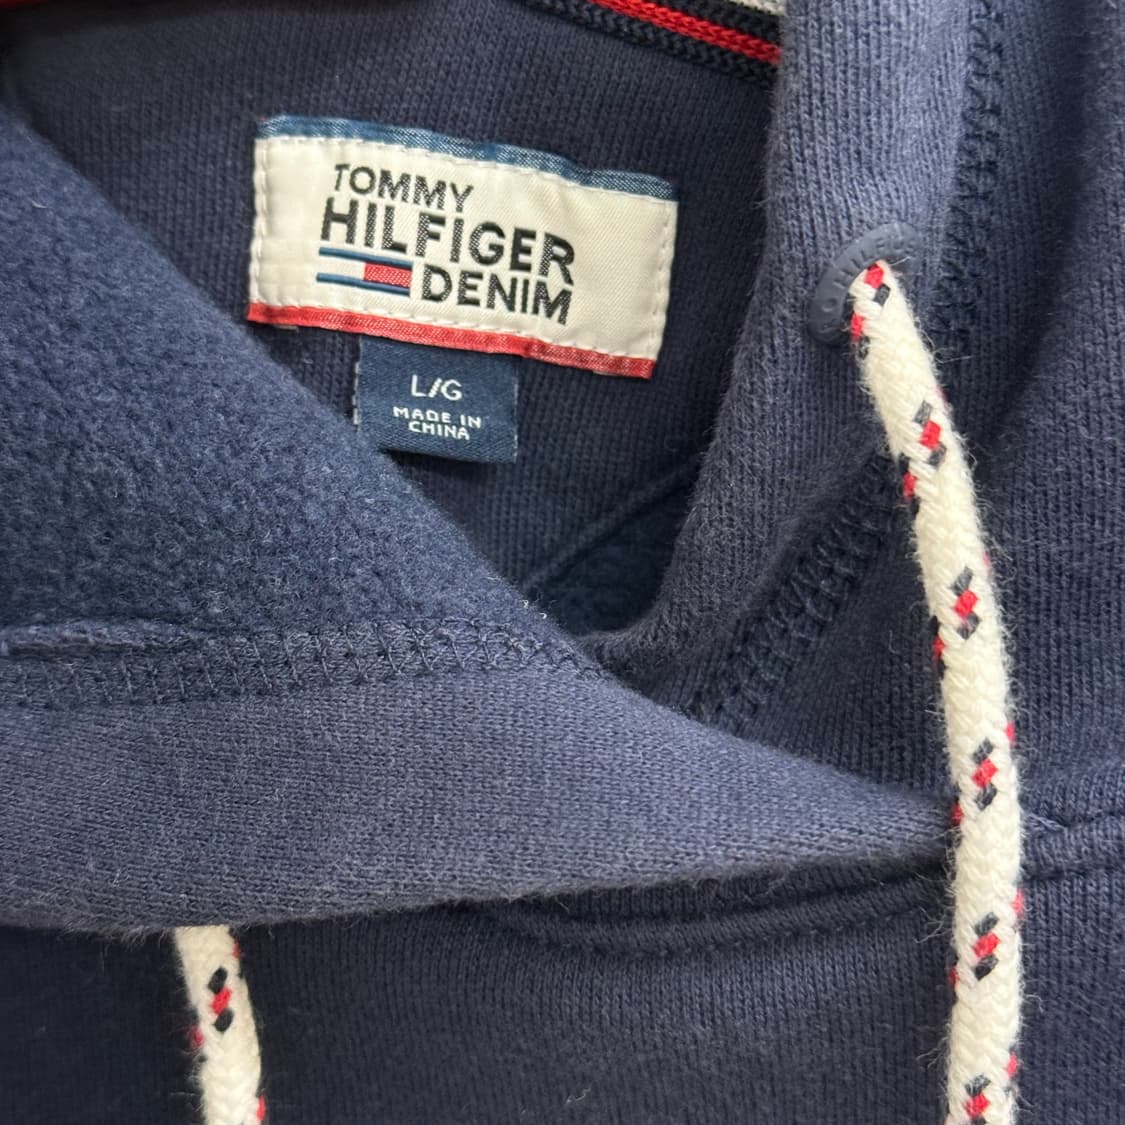 TOMMY
HILFIGER
DENIM
L/G
MADE IN
CHINA